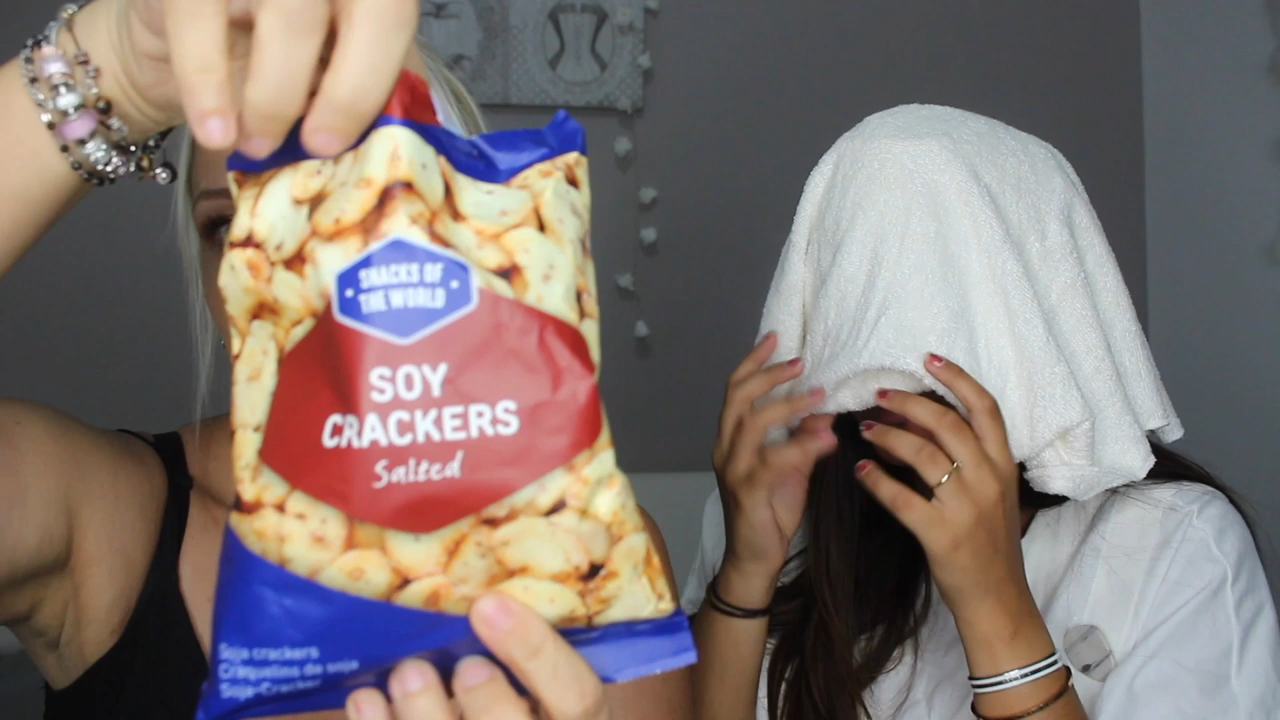 SNACKS OF
THE WORLD
SOY
CRACKERS
Salted
Soja crackers
Craquelins de soja
Soja-Cracker